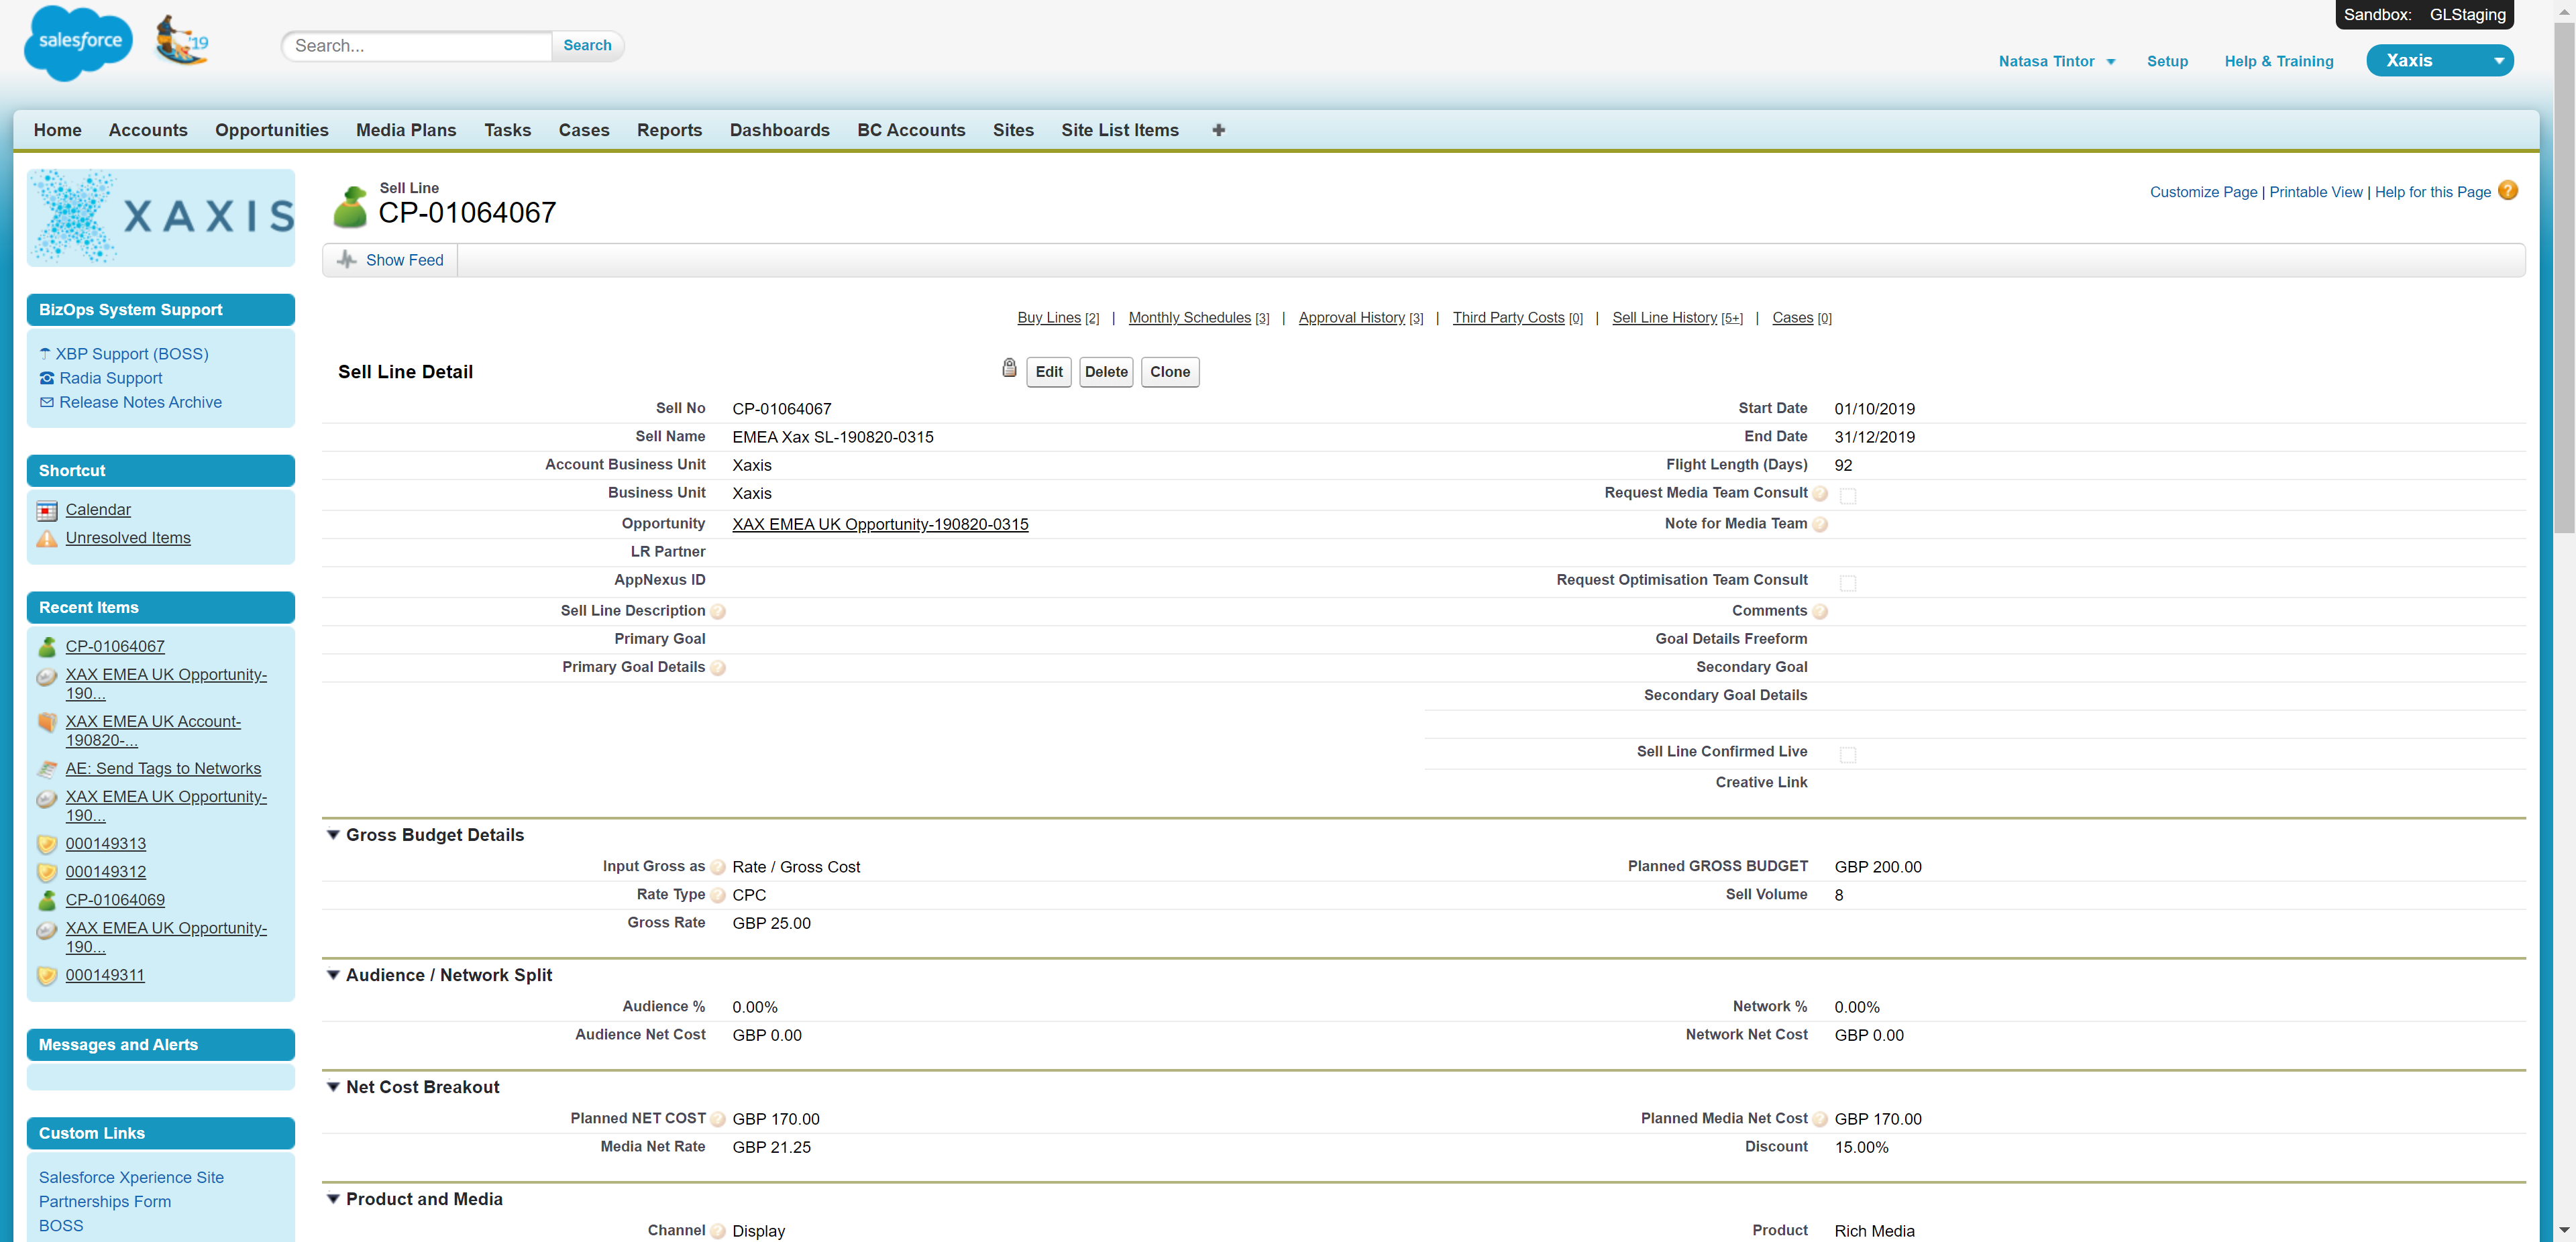 Sandbox: GLStaging
salesforce
'19
Search...
Search
Natasa Tintor
Setup
Help & Training
Xaxis
Home
Accounts
Opportunities
Media Plans
Tasks
Cases
Reports
Dashboards
BC Accounts
Sites
Site List Items
XAXIS
BizOps System Support
XBP Support (BOSS)
Radia Support
Release Notes Archive
Shortcut
Calendar
Unresolved Items
Recent Items
CP-01064067
XAX EMEA UK Opportunity-
190...
XAX EMEA UK Account-
190820-...
AE: Send Tags to Networks
XAX EMEA UK Opportunity-
190...
000149313
000149312
CP-01064069
XAX EMEA UK Opportunity-
190...
000149311
Messages and Alerts
Custom Links
Salesforce Xperience Site
Partnerships Form
BOSS
Sell Line
CP-01064067
Customize Page | Printable View | Help for this Page
Show Feed
Buy Lines [2] | Monthly Schedules [3] | Approval History [3] | Third Party Costs [0] | Sell Line History [5+] | Cases [0]
Sell Line Detail
Edit Delete Clone
Sell No CP-01064067 Start Date 01/10/2019
Sell Name EMEA Xax SL-190820-0315 End Date 31/12/2019
Account Business Unit Xaxis Flight Length (Days) 92
Business Unit Xaxis Request Media Team Consult
Opportunity XAX EMEA UK Opportunity-190820-0315 Note for Media Team
LR Partner
AppNexus ID Request Optimisation Team Consult
Sell Line Description Comments
Primary Goal Goal Details Freeform
Primary Goal Details Secondary Goal
Secondary Goal Details
Sell Line Confirmed Live
Creative Link
Gross Budget Details
Input Gross as Rate / Gross Cost Planned GROSS BUDGET GBP 200.00
Rate Type CPC Sell Volume 8
Gross Rate GBP 25.00
Audience / Network Split
Audience % 0.00% Network % 0.00%
Audience Net Cost GBP 0.00 Network Net Cost GBP 0.00
Net Cost Breakout
Planned NET COST GBP 170.00 Planned Media Net Cost GBP 170.00
Media Net Rate GBP 21.25 Discount 15.00%
Product and Media
Channel Display Product Rich Media